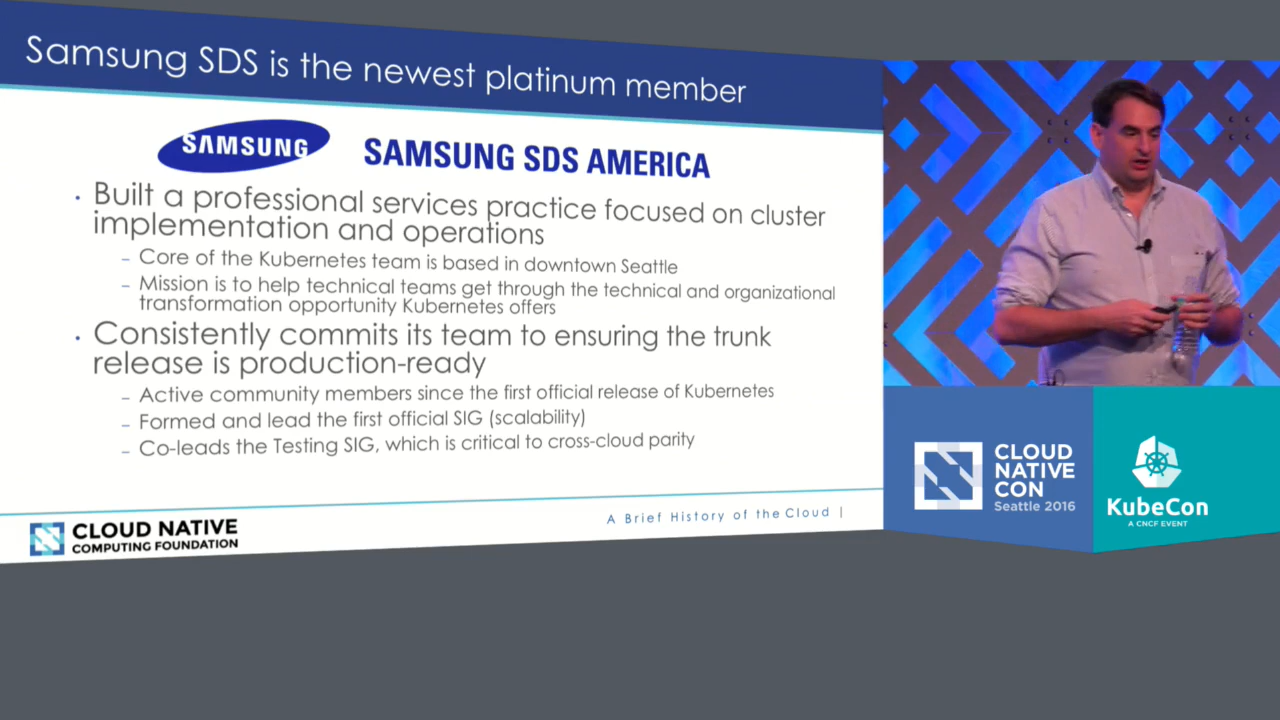 Samsung SDS is the newest platinum member
SAMSUNG
SAMSUNG SDS AMERICA
· Built a professional services practice focused on cluster
implementation and operations
– Core of the Kubernetes team is based in downtown Seattle
– Mission is to help technical teams get through the technical and organizational
transformation opportunity Kubernetes offers
· Consistently commits its team to ensuring the trunk
release is production-ready
– Active community members since the first official release of Kubernetes
– Formed and lead the first official SIG (scalability)
– Co-leads the Testing SIG, which is critical to cross-cloud parity
A Brief History of the Cloud |
CLOUD NATIVE
COMPUTING FOUNDATION
CLOUD
NATIVE
CON
Seattle 2016
KubeCon
A CNCF EVENT